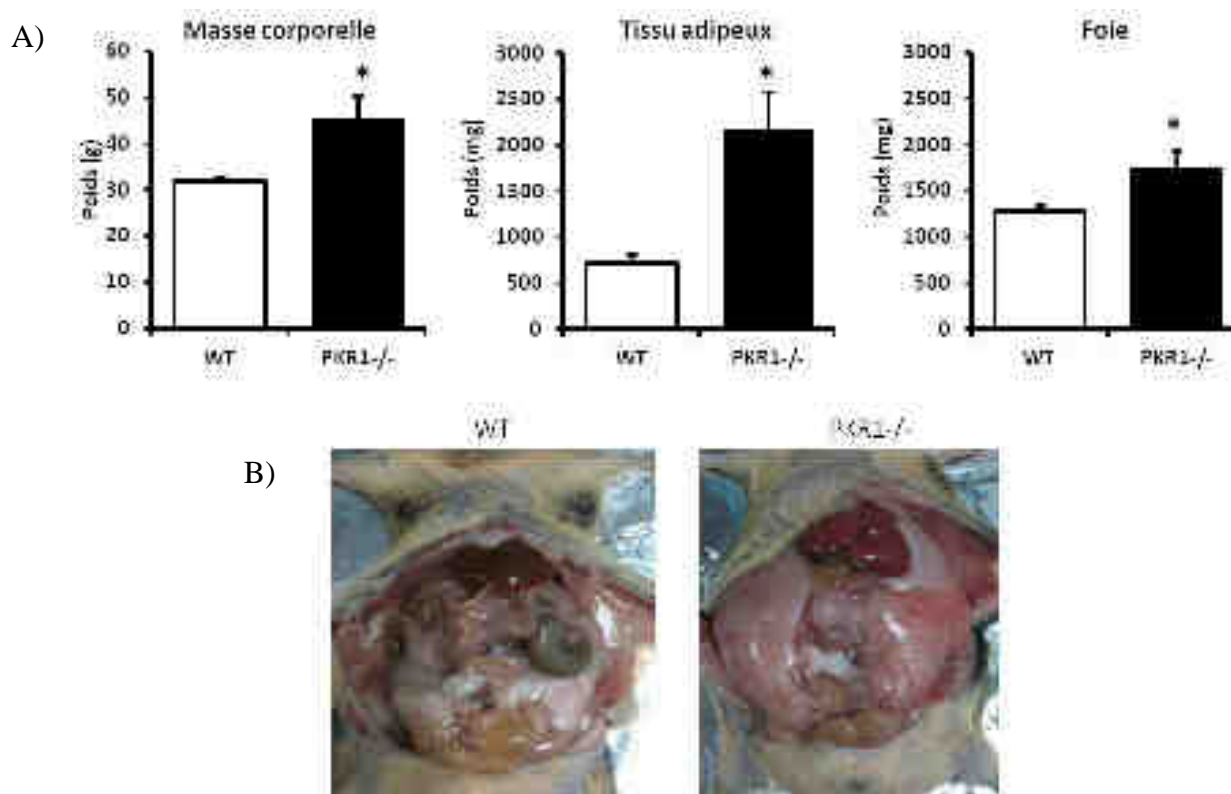 A)
Masse corporelle
Poids (g)
60
50
40
30
20
10
0
*
WT
PKR1-/-
Tissu adipeux
Poids (mg)
3000
2500
2000
1500
1000
500
0
*
WT
PKR1-/-
Foie
Poids (mg)
3000
2500
2000
1500
1000
500
0
*
WT
PKR1-/-
B)
WT
PKR1-/-